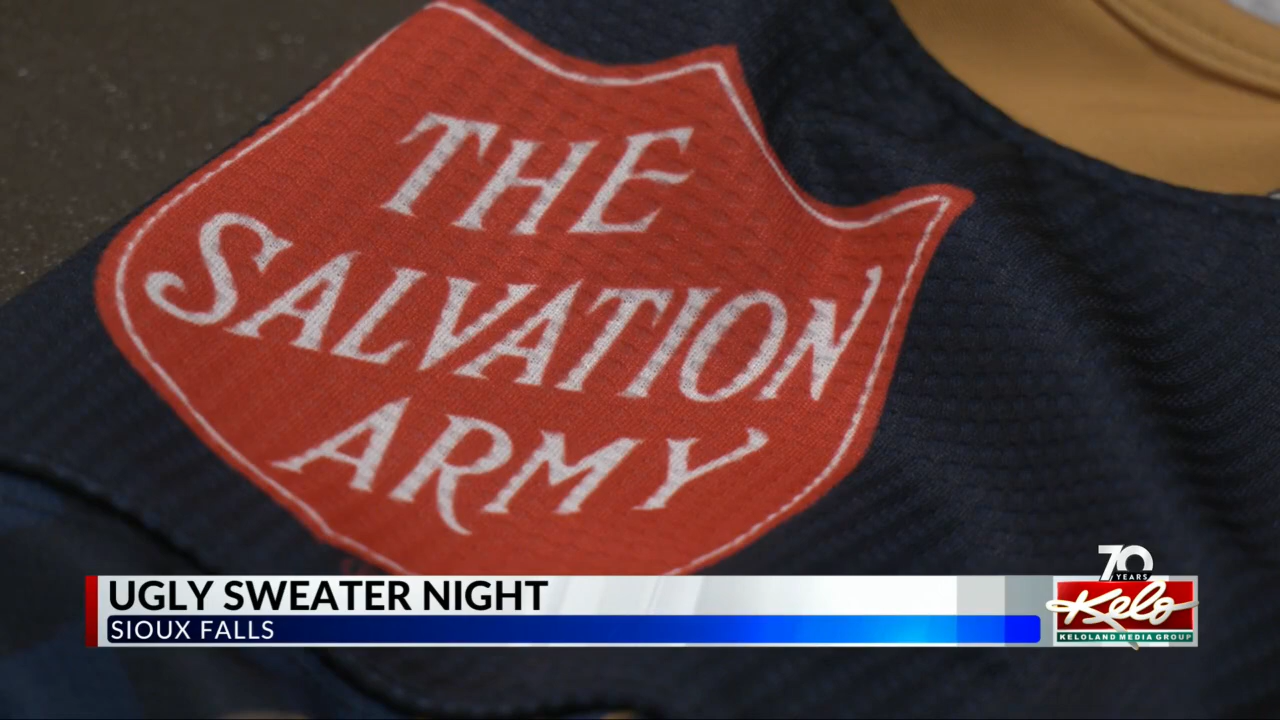 THE
SALVATION
ARMY
UGLY SWEATER NIGHT
SIOUX FALLS
70
YEARS
Kelo
KELOLAND MEDIA GROUP